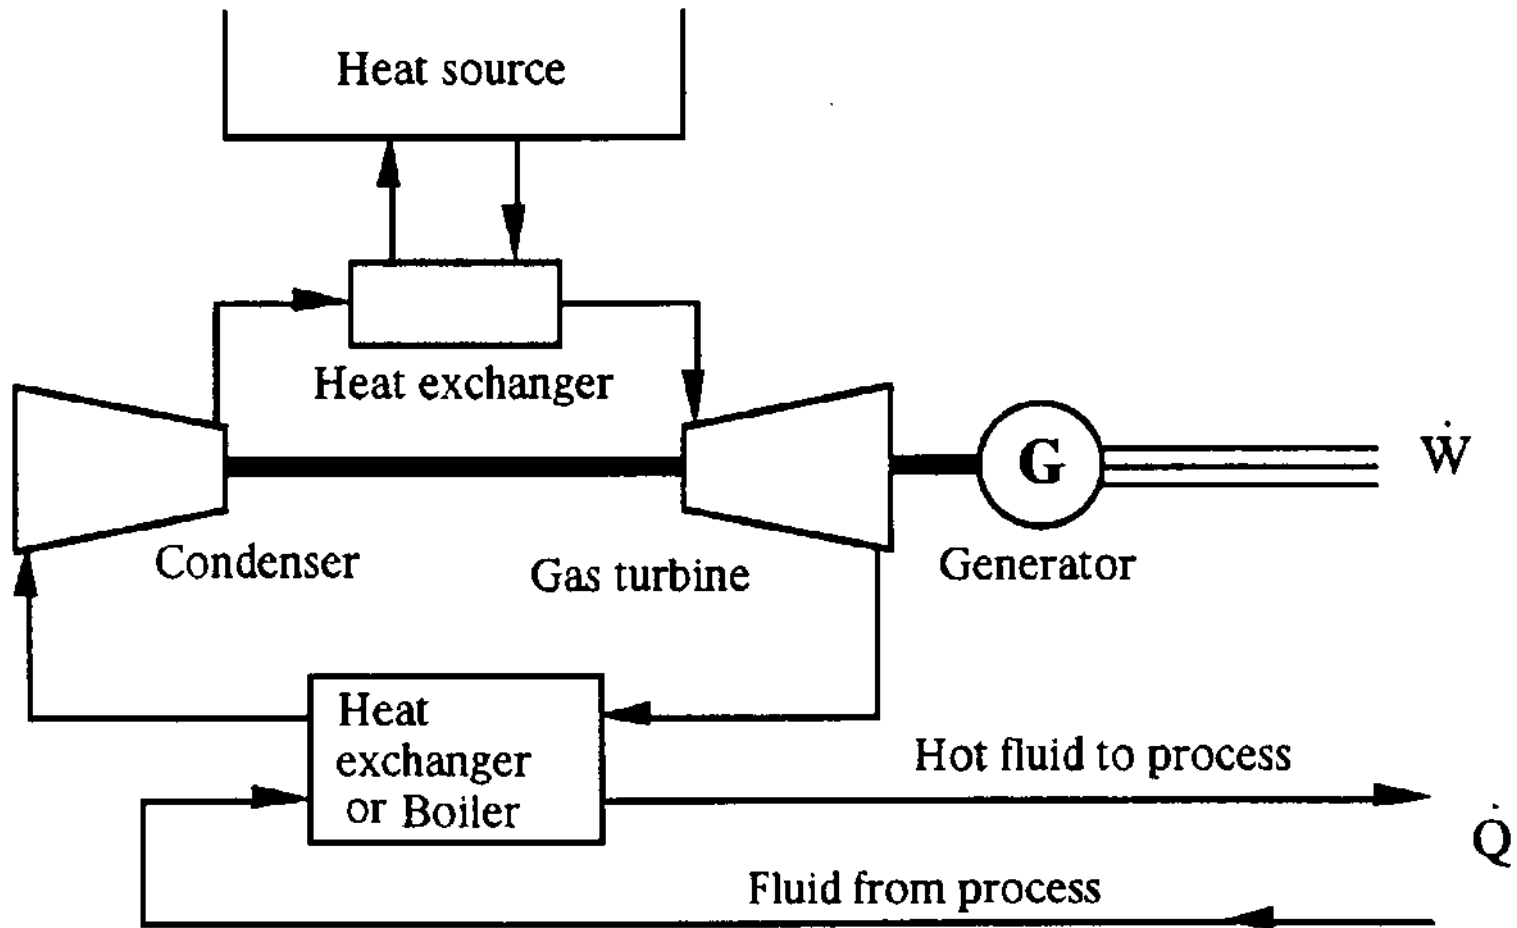 Heat source
Heat exchanger
G
Ẇ
Condenser
Gas turbine
Generator
Heat
exchanger
or Boiler
Hot fluid to process
Q̇
Fluid from process